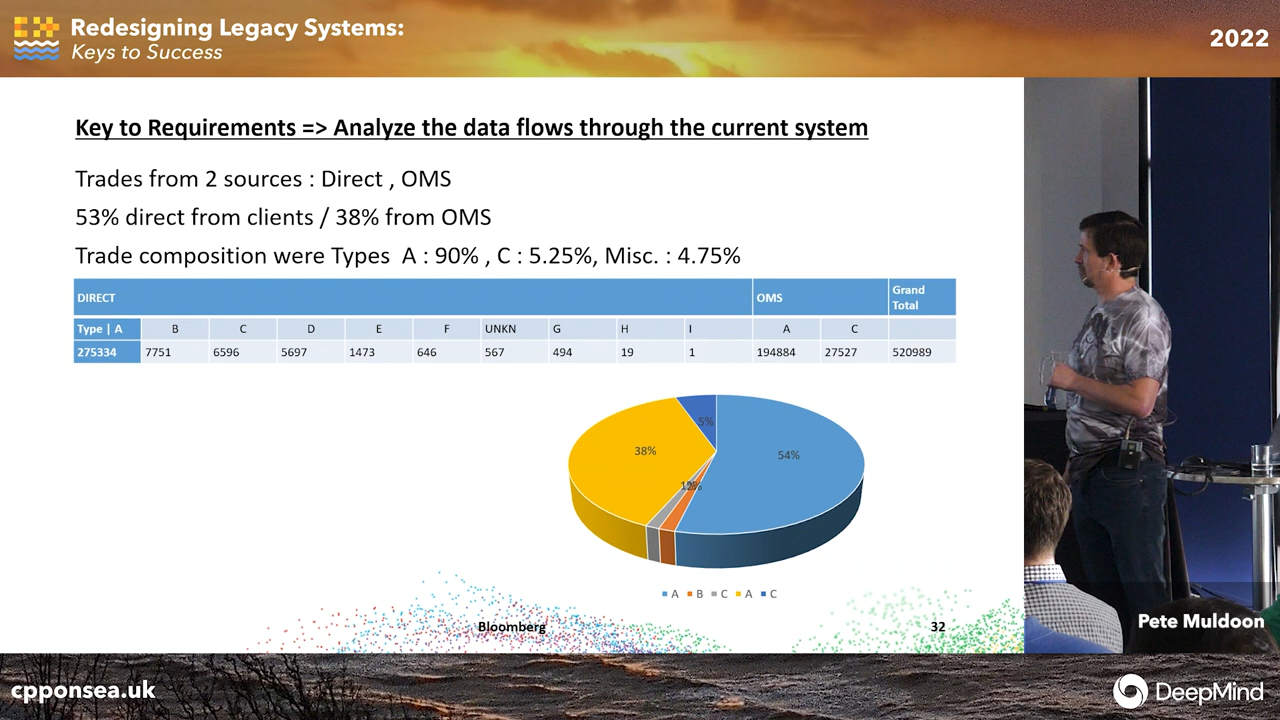 Redesigning Legacy Systems:
Keys to Success
2022
Key to Requirements => Analyze the data flows through the current system
Trades from 2 sources : Direct , OMS
53% direct from clients / 38% from OMS
Trade composition were Types A : 90% , C : 5.25%, Misc. : 4.75%
DIRECT OMS Grand Total
Type | A B C D E F UNKN G H I A C
275334 7751 6596 5697 1473 646 567 494 19 1 194884 27527 520989
5%
38%
54%
A B C A C
Bloomberg
32
Pete Muldoon
cpponsea.uk
DeepMind